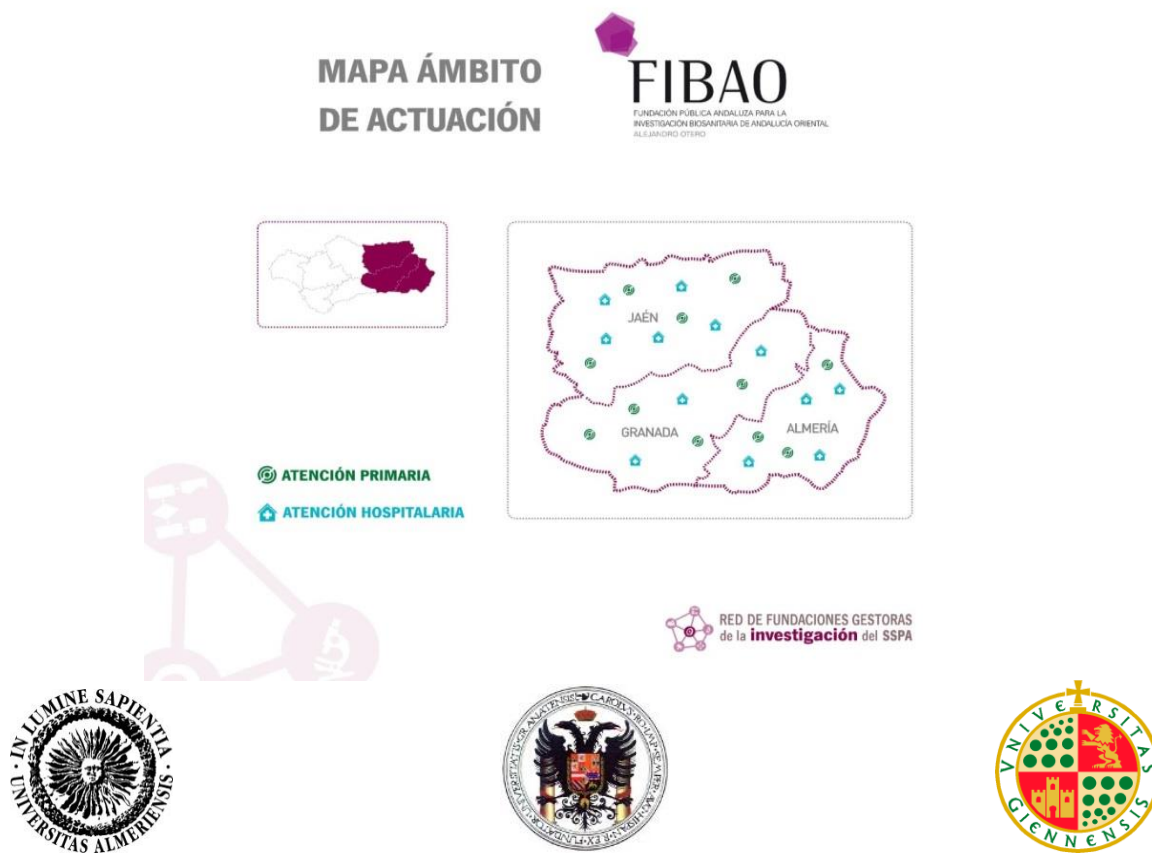 MAPA ÁMBITO
DE ACTUACIÓN
FIBAO
FUNDACIÓN PÚBLICA ANDALUZA PARA LA
INVESTIGACIÓN BIOSANITARIA DE ANDALUCÍA ORIENTAL
ALEJANDRO OTERO
JAÉN
GRANADA
ALMERÍA
ATENCIÓN PRIMARIA
ATENCIÓN HOSPITALARIA
RED DE FUNDACIONES GESTORAS
de la investigación del SSPA
IN LUMINE SAPIENTIA
UNIVERSITAS ALMERIENSIS
VNIVERSITAS
GIENNENSIS